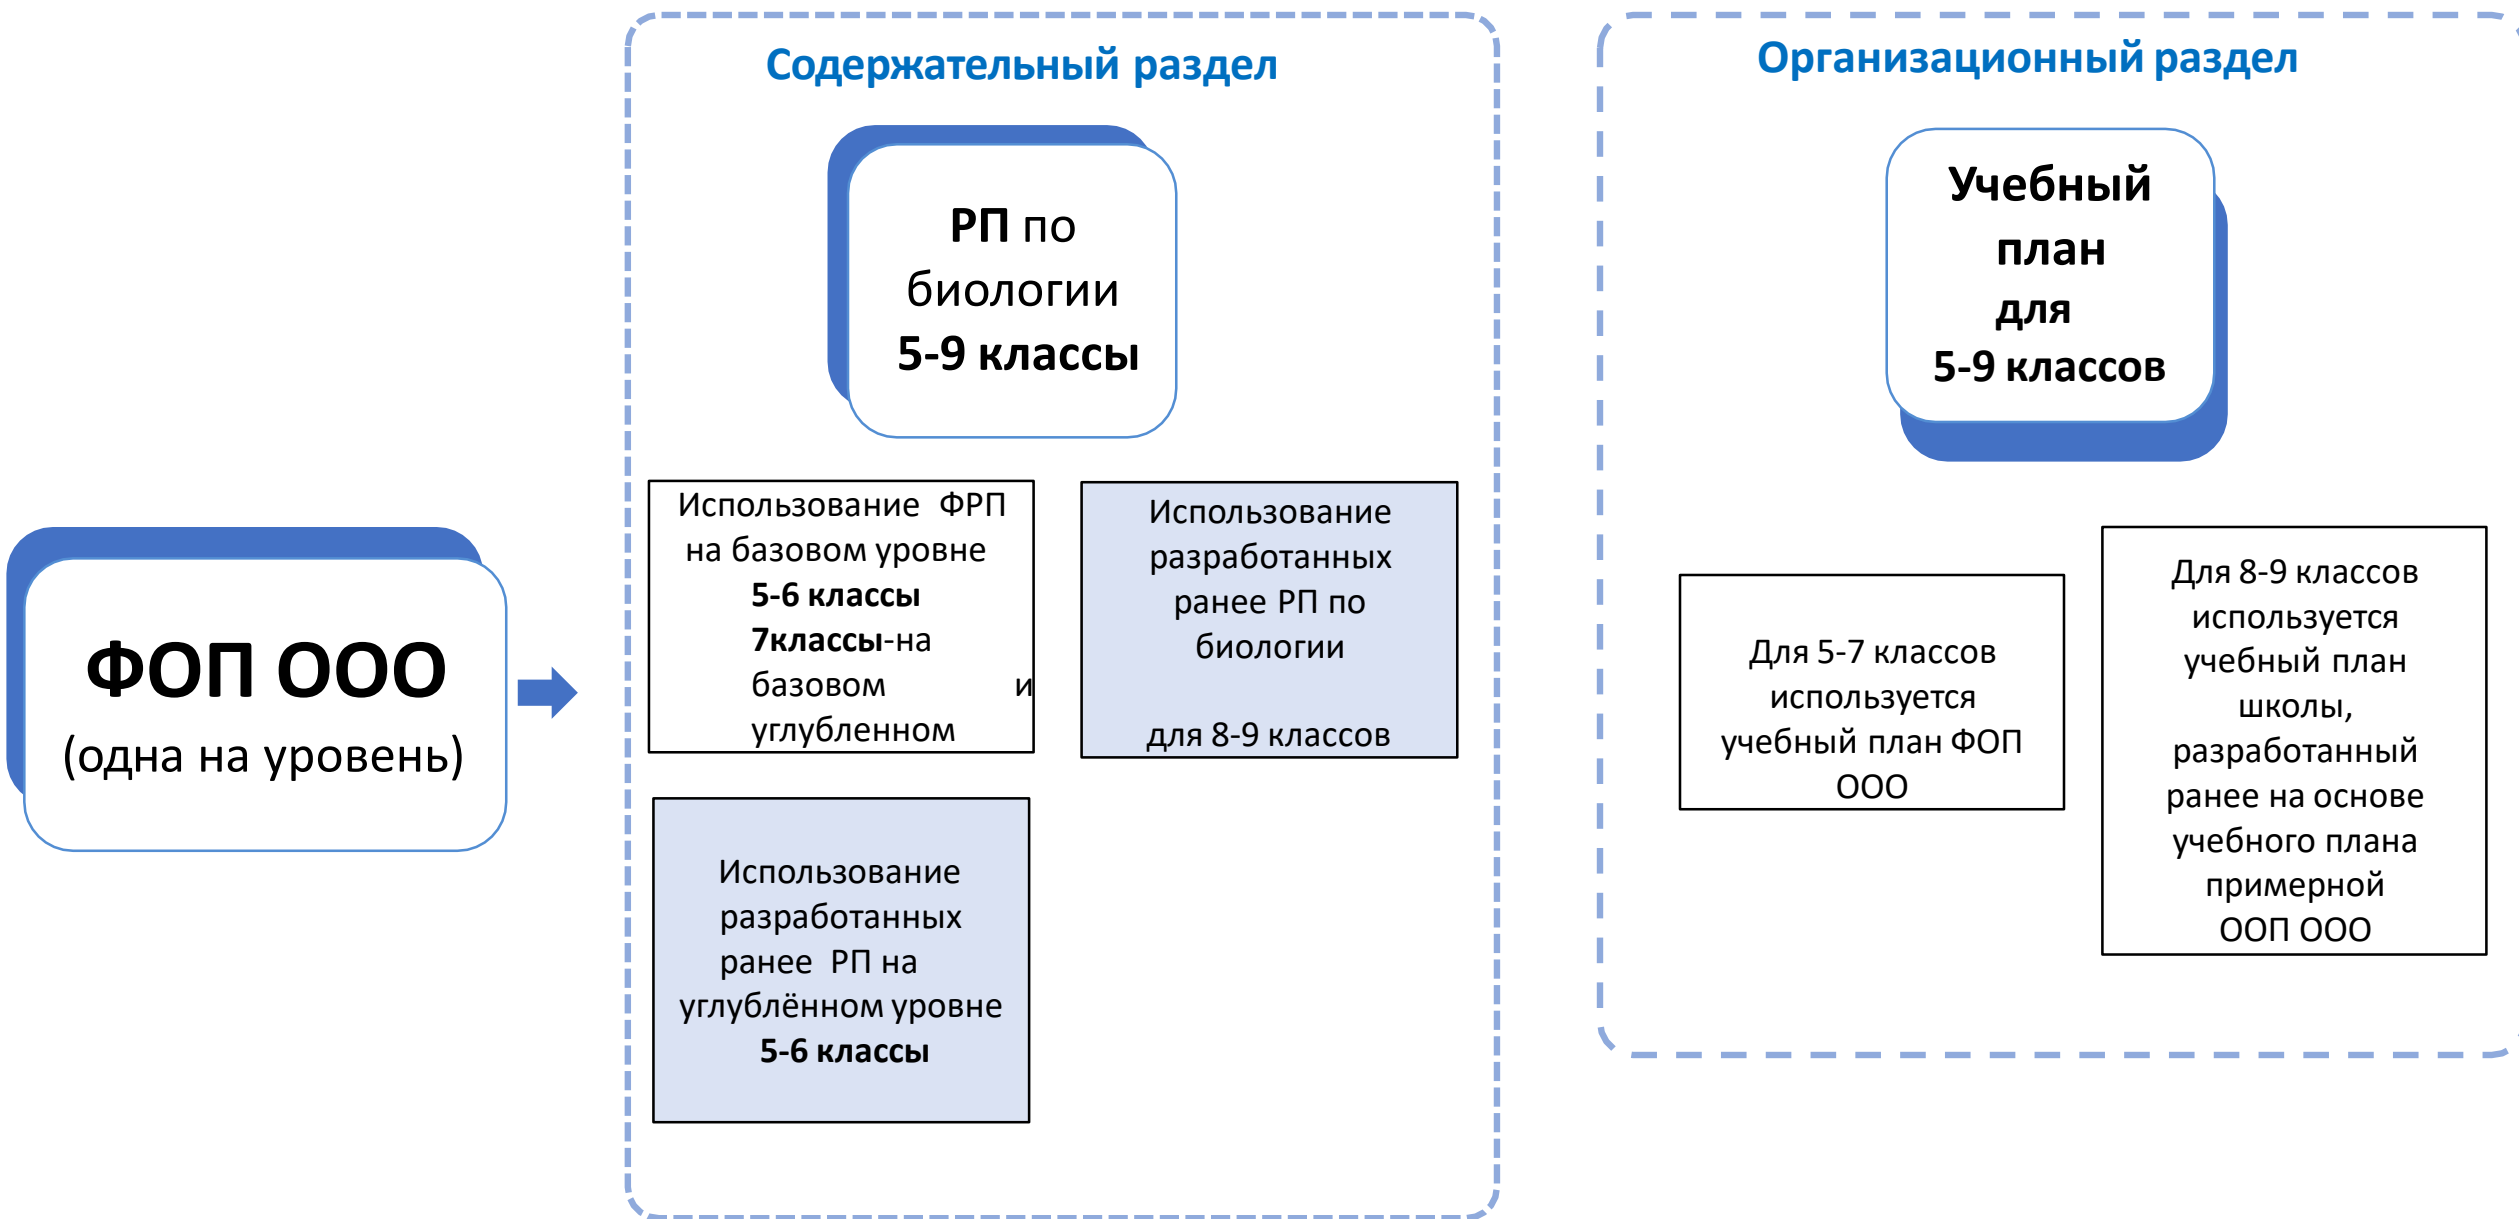 ФОП ООО
(одна на уровень)
Содержательный раздел
РП по
биологии
5-9 классы
Использование ФРП
на базовом уровне
5-6 классы
7классы-на
базовом и
углубленном
Использование
разработанных
ранее РП по
биологии
для 8-9 классов
Использование
разработанных
ранее РП на
углублённом уровне
5-6 классы
Организационный раздел
Учебный
план
для
5-9 классов
Для 5-7 классов
используется
учебный план ФОП
ООО
Для 8-9 классов
используется
учебный план
школы,
разработанный
ранее на основе
учебного плана
примерной
ООП ООО